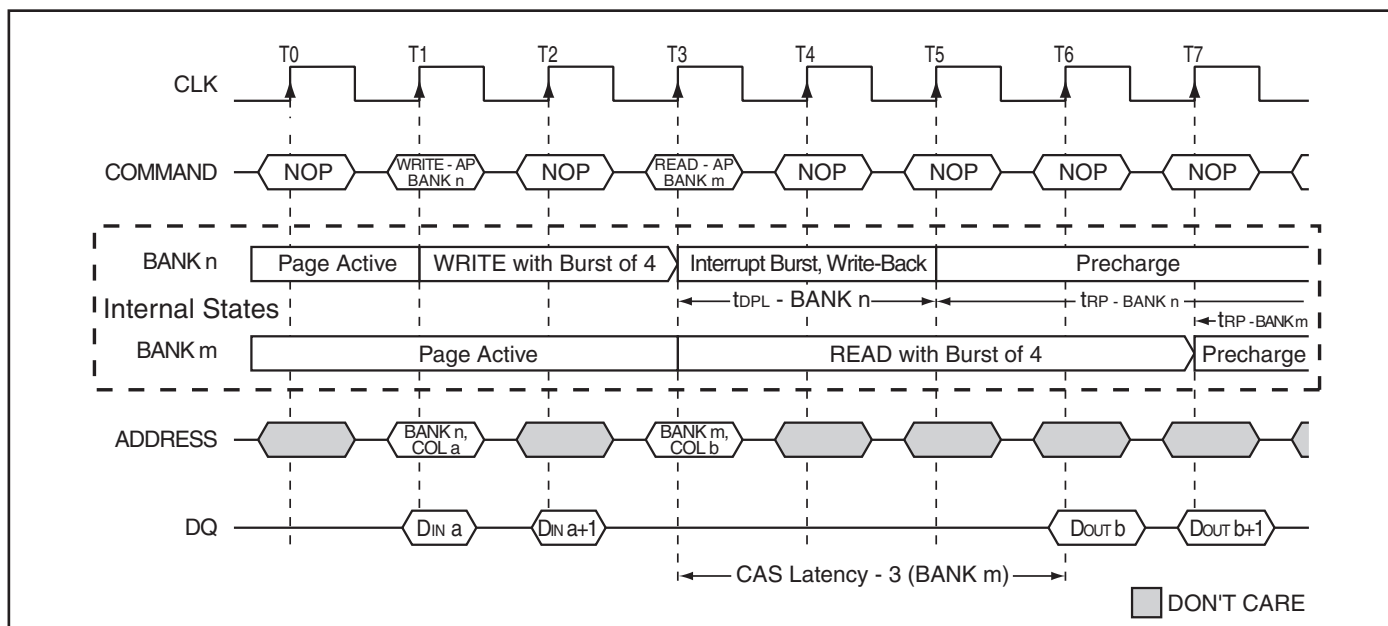 T0 T1 T2 T3 T4 T5 T6 T7
CLK
COMMAND NOP WRITE - AP BANK n NOP READ - AP BANK m NOP NOP NOP NOP
BANK n Page Active WRITE with Burst of 4 Interrupt Burst, Write-Back Precharge
tDPL - BANK n tRP - BANK n
Internal States
tRP - BANK m
BANK m Page Active READ with Burst of 4 Precharge
ADDRESS BANK n, COL a BANK m, COL b
DQ DIN a DIN a+1 DOUT b DOUT b+1
CAS Latency - 3 (BANK m)
DON'T CARE